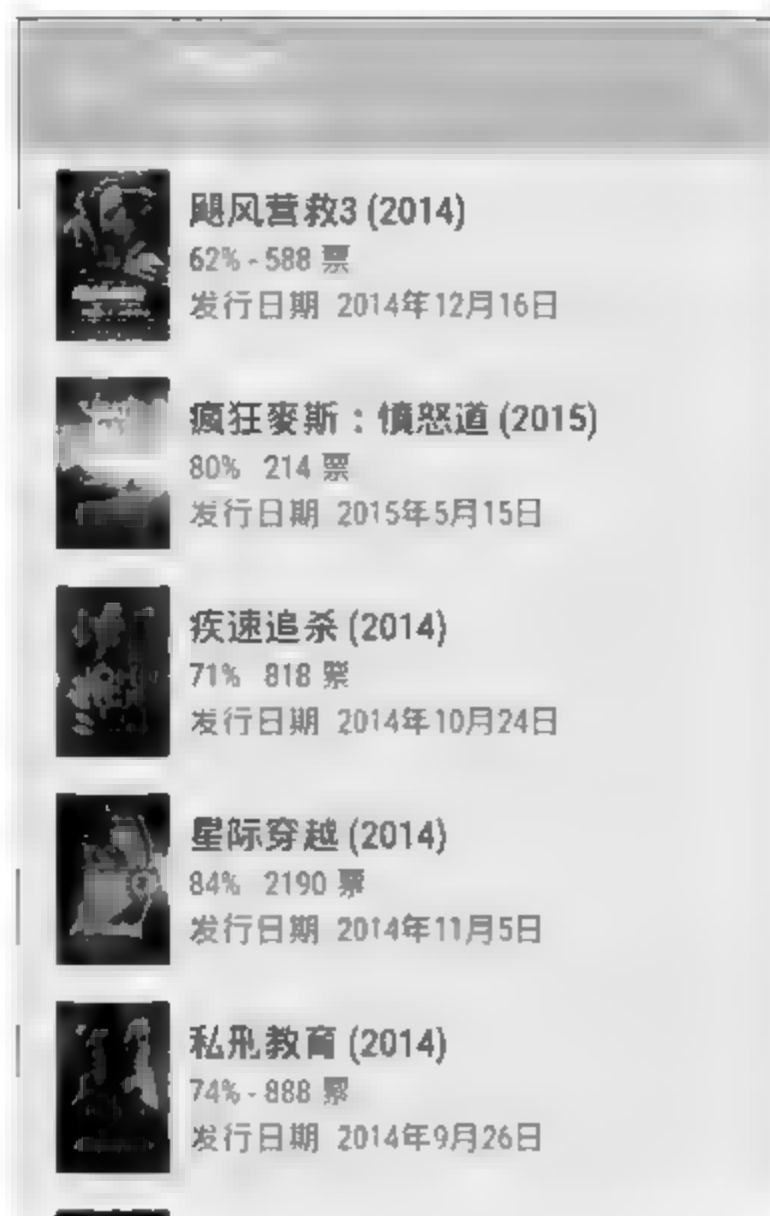 飓风营救3 (2014)
62% - 588 票
发行日期 2014年12月16日
瘋狂麥斯：憤怒道 (2015)
80% 214 票
发行日期 2015年5月15日
疾速追杀 (2014)
71% 818 票
发行日期 2014年10月24日
星际穿越 (2014)
84% 2190 票
发行日期 2014年11月5日
私刑教育 (2014)
74% - 888 票
发行日期 2014年9月26日